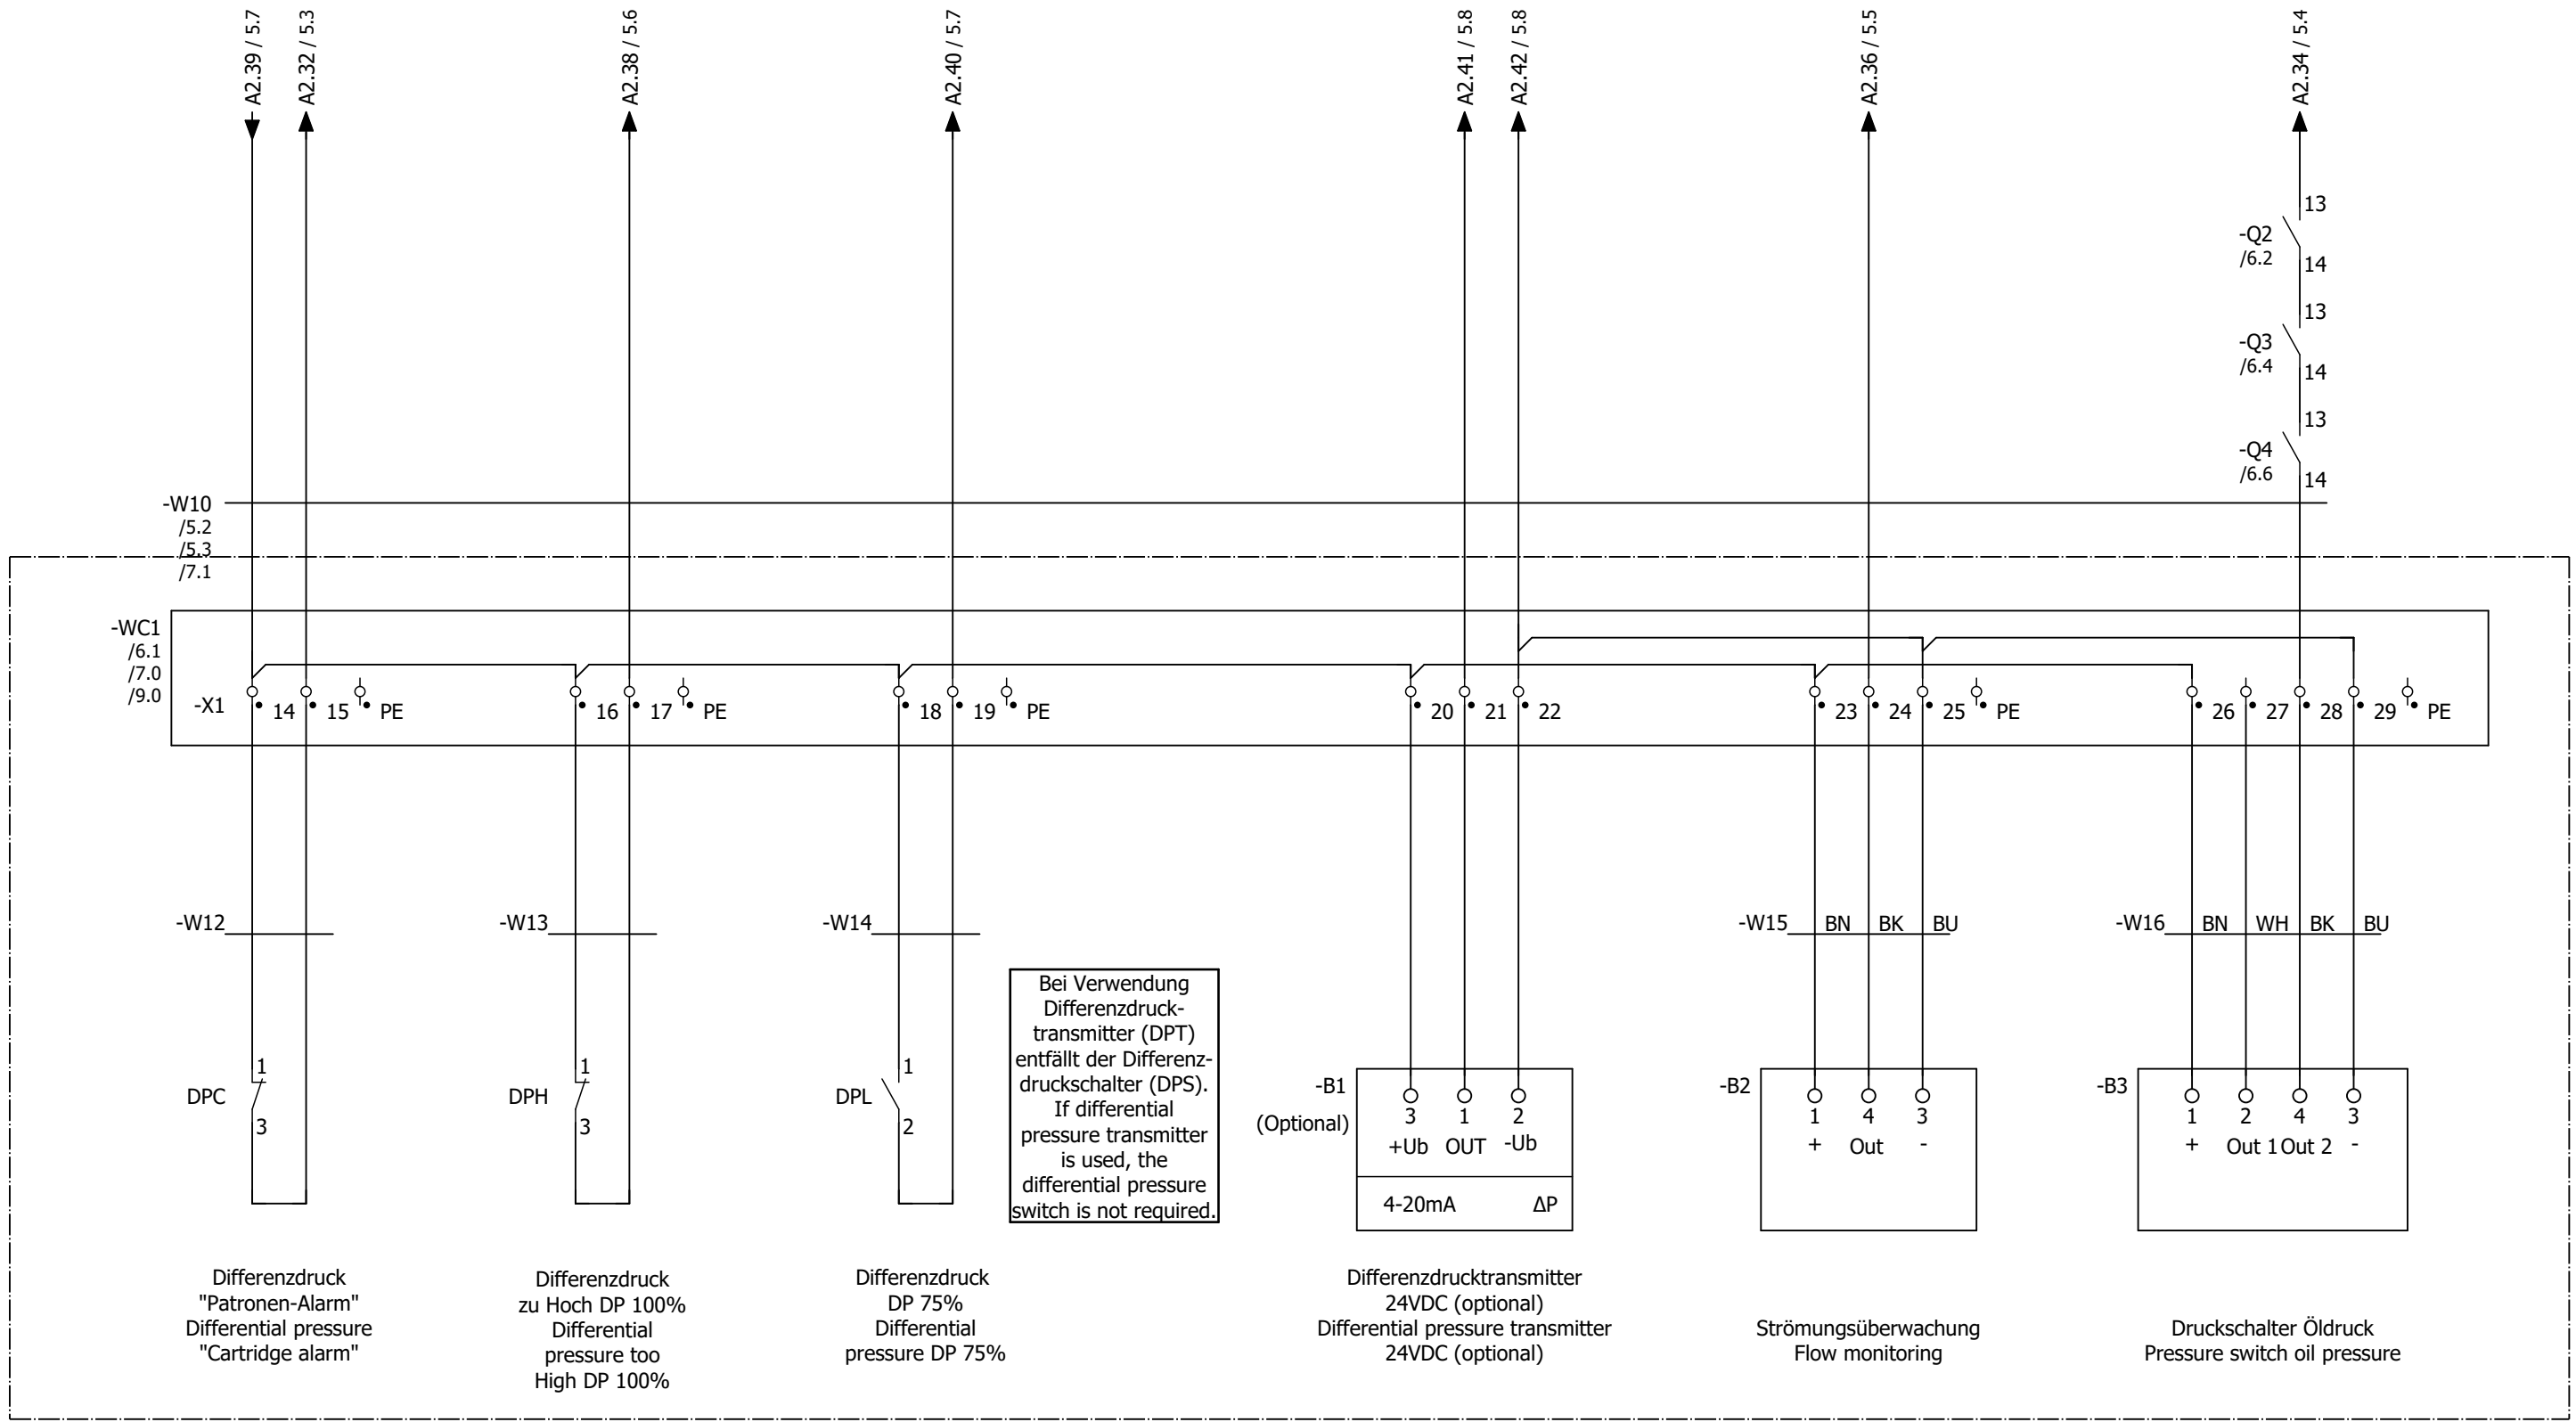 A2.39 / 5.7
A2.32 / 5.3
A2.38 / 5.6
A2.40 / 5.7
A2.41 / 5.8
A2.42 / 5.8
A2.36 / 5.5
A2.34 / 5.4
13
-Q2
/6.2
14
13
-Q3
/6.4
14
13
-Q4
/6.6
14
-W10
/5.2
/5.3
/7.1
-WC1
/6.1
/7.0
/9.0
-X1 14 15 PE 16 17 PE 18 19 PE 20 21 22 23 24 25 PE 26 27 28 29 PE
-W12
-W13
-W14
-W15 BN BK BU
-W16 BN WH BK BU
1
DPC
3
1
DPH
3
1
DPL
2
Bei Verwendung
Differenzdruck-
transmitter (DPT)
entfällt der Differenz-
druckschalter (DPS).
If differential
pressure transmitter
is used, the
differential pressure
switch is not required.
-B1
(Optional)
3 1 2
+Ub OUT -Ub
4-20mA ΔP
-B2
1 4 3
+ Out -
-B3
1 2 4 3
+ Out 1 Out 2 -
Differenzdruck
"Patronen-Alarm"
Differential pressure
"Cartridge alarm"
Differenzdruck
zu Hoch DP 100%
Differential
pressure too
High DP 100%
Differenzdruck
DP 75%
Differential
pressure DP 75%
Differenzdrucktransmitter
24VDC (optional)
Differential pressure transmitter
24VDC (optional)
Strömungsüberwachung
Flow monitoring
Druckschalter Öldruck
Pressure switch oil pressure